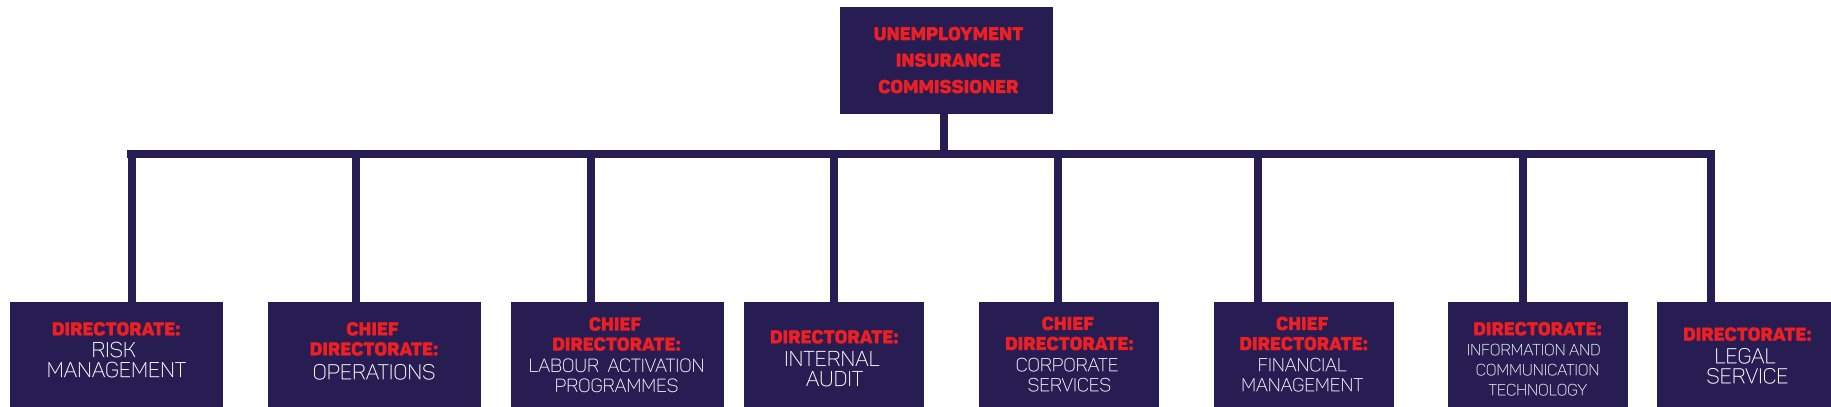 UNEMPLOYMENT
INSURANCE
COMMISSIONER
DIRECTORATE:
RISK
MANAGEMENT
CHIEF
DIRECTORATE:
OPERATIONS
CHIEF
DIRECTORATE:
LABOUR ACTIVATION
PROGRAMMES
DIRECTORATE:
INTERNAL
AUDIT
CHIEF
DIRECTORATE:
CORPORATE
SERVICES
CHIEF
DIRECTORATE:
FINANCIAL
MANAGEMENT
DIRECTORATE:
INFORMATION AND
COMMUNICATION
TECHNOLOGY
DIRECTORATE:
LEGAL
SERVICE